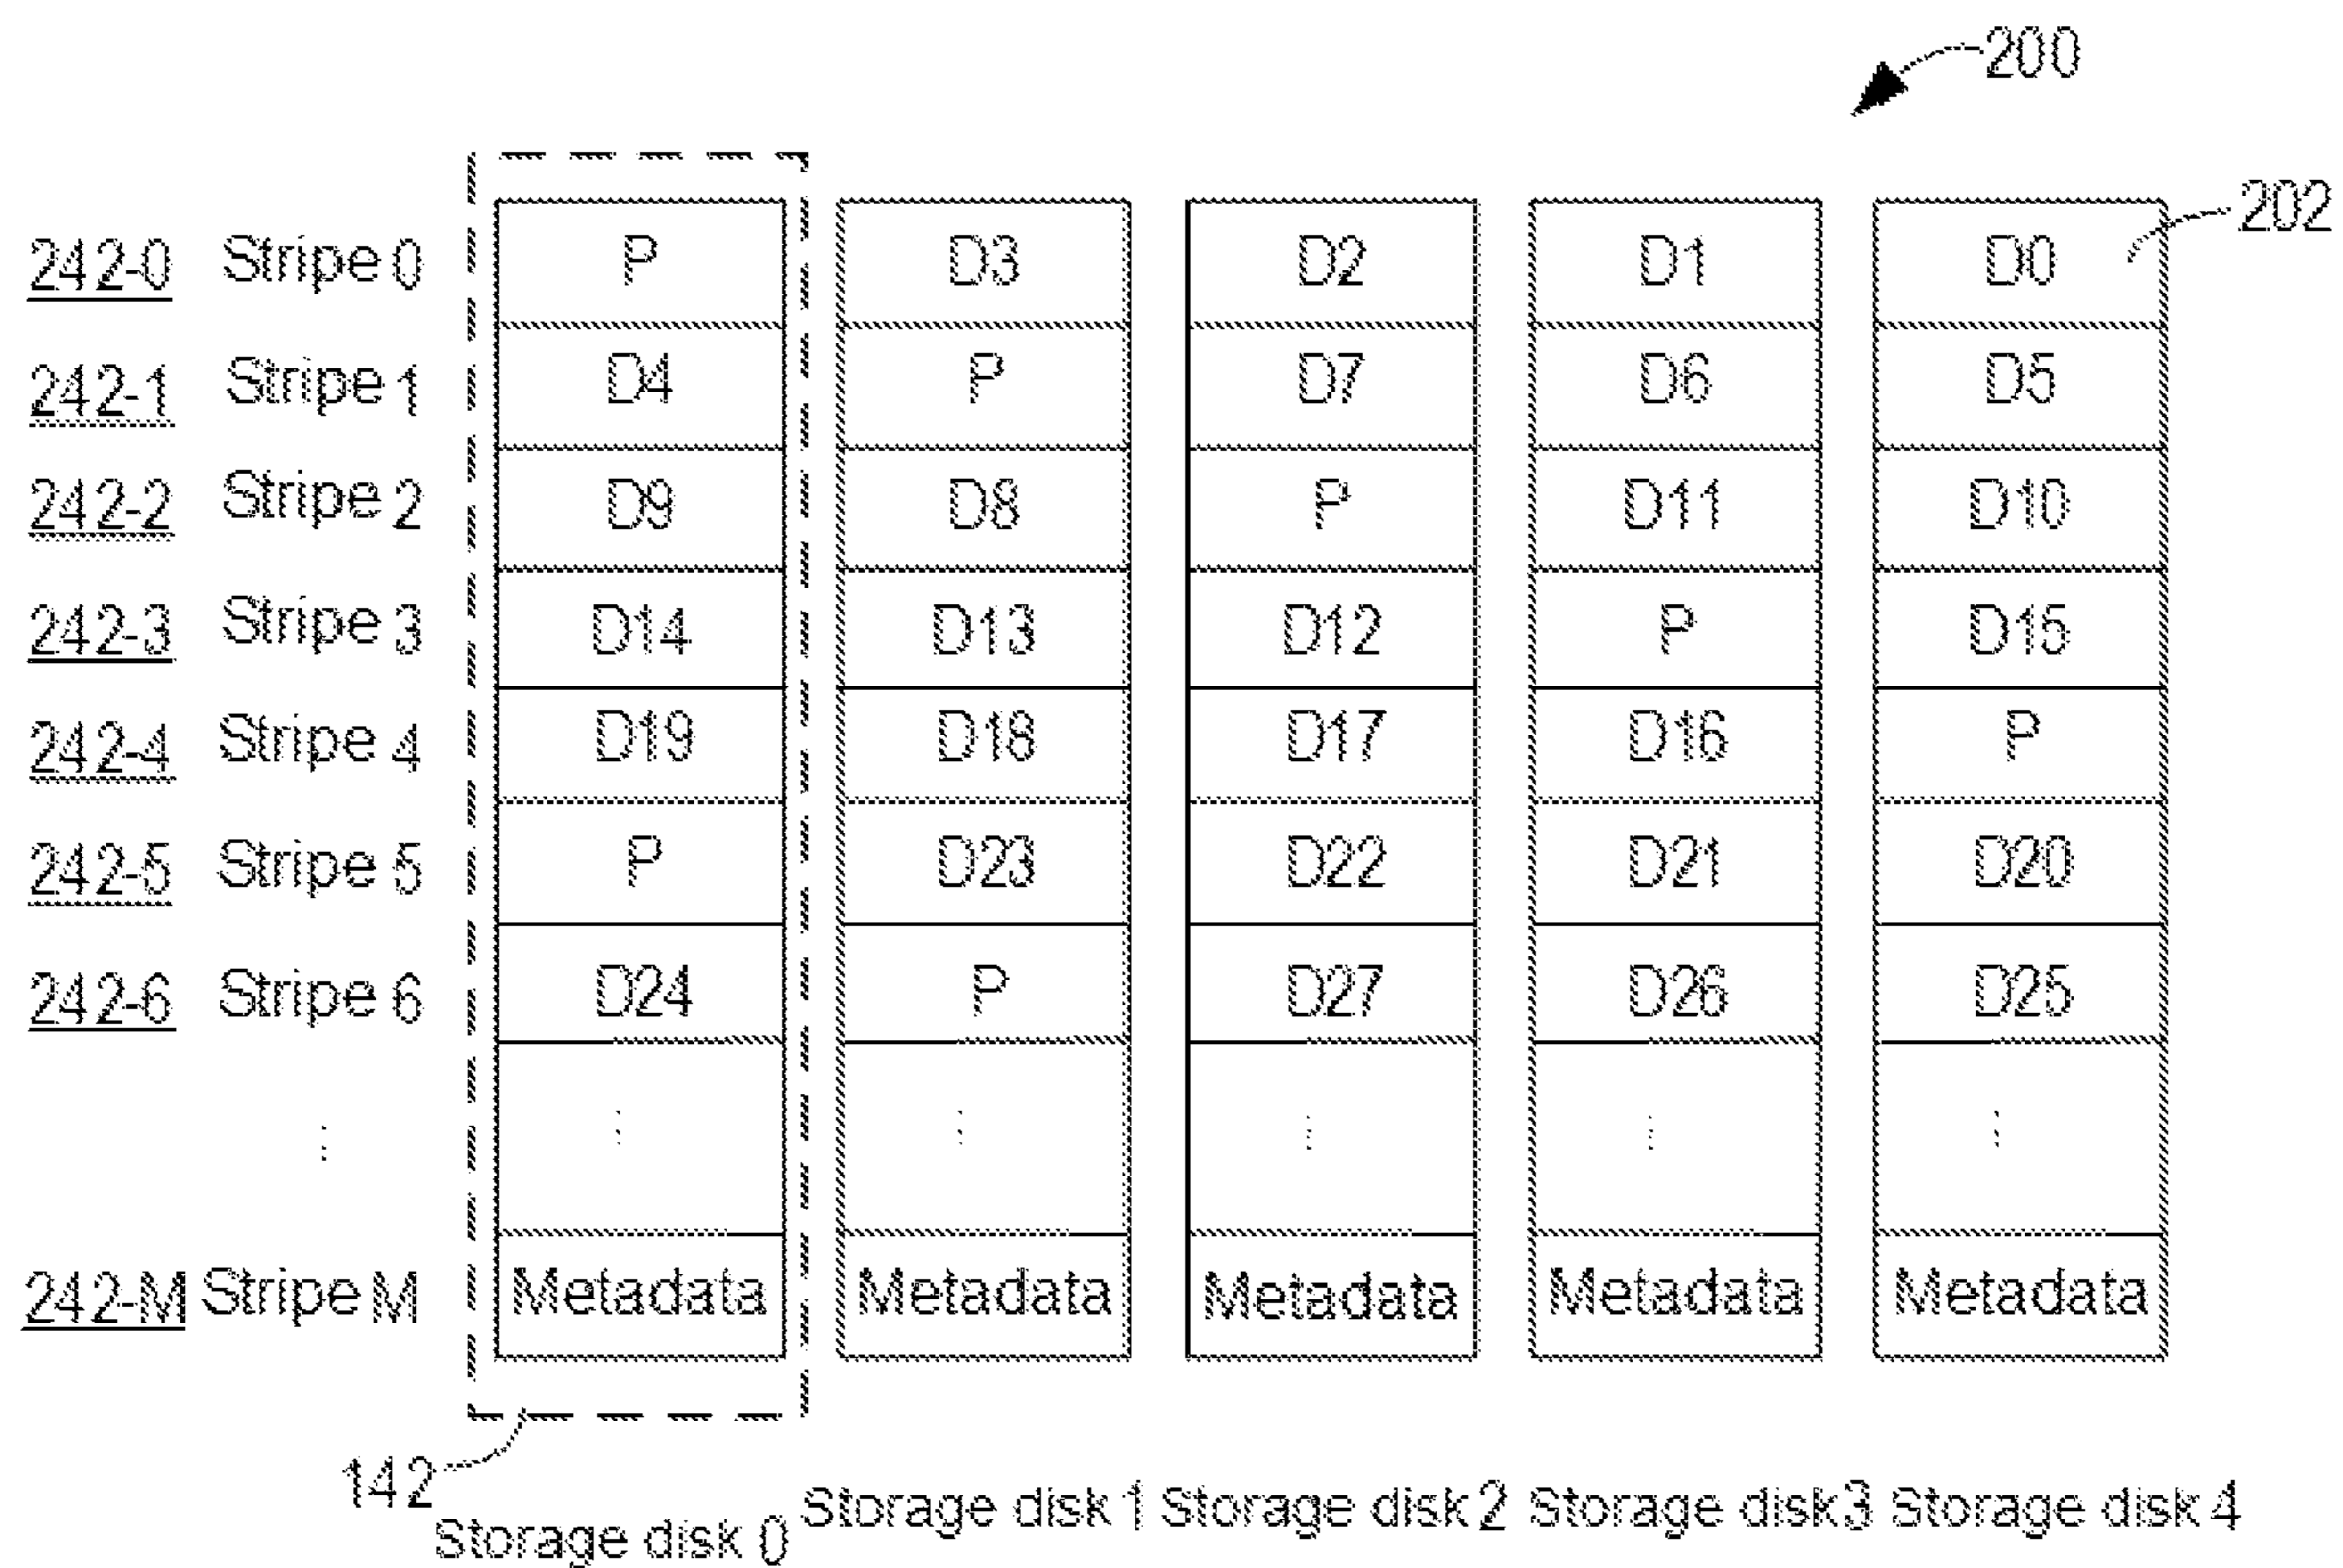 200
202
242-0 Stripe 0 P D3 D2 D1 D0
242-1 Stripe 1 D4 P D7 D6 D5
242-2 Stripe 2 D9 D8 P D11 D10
242-3 Stripe 3 D14 D13 D12 P D15
242-4 Stripe 4 D19 D18 D17 D16 P
242-5 Stripe 5 P D23 D22 D21 D20
242-6 Stripe 6 D24 P D27 D26 D25
⋮ ⋮ ⋮ ⋮ ⋮ ⋮
242-M Stripe M Metadata Metadata Metadata Metadata Metadata
142
Storage disk 0 Storage disk 1 Storage disk 2 Storage disk 3 Storage disk 4